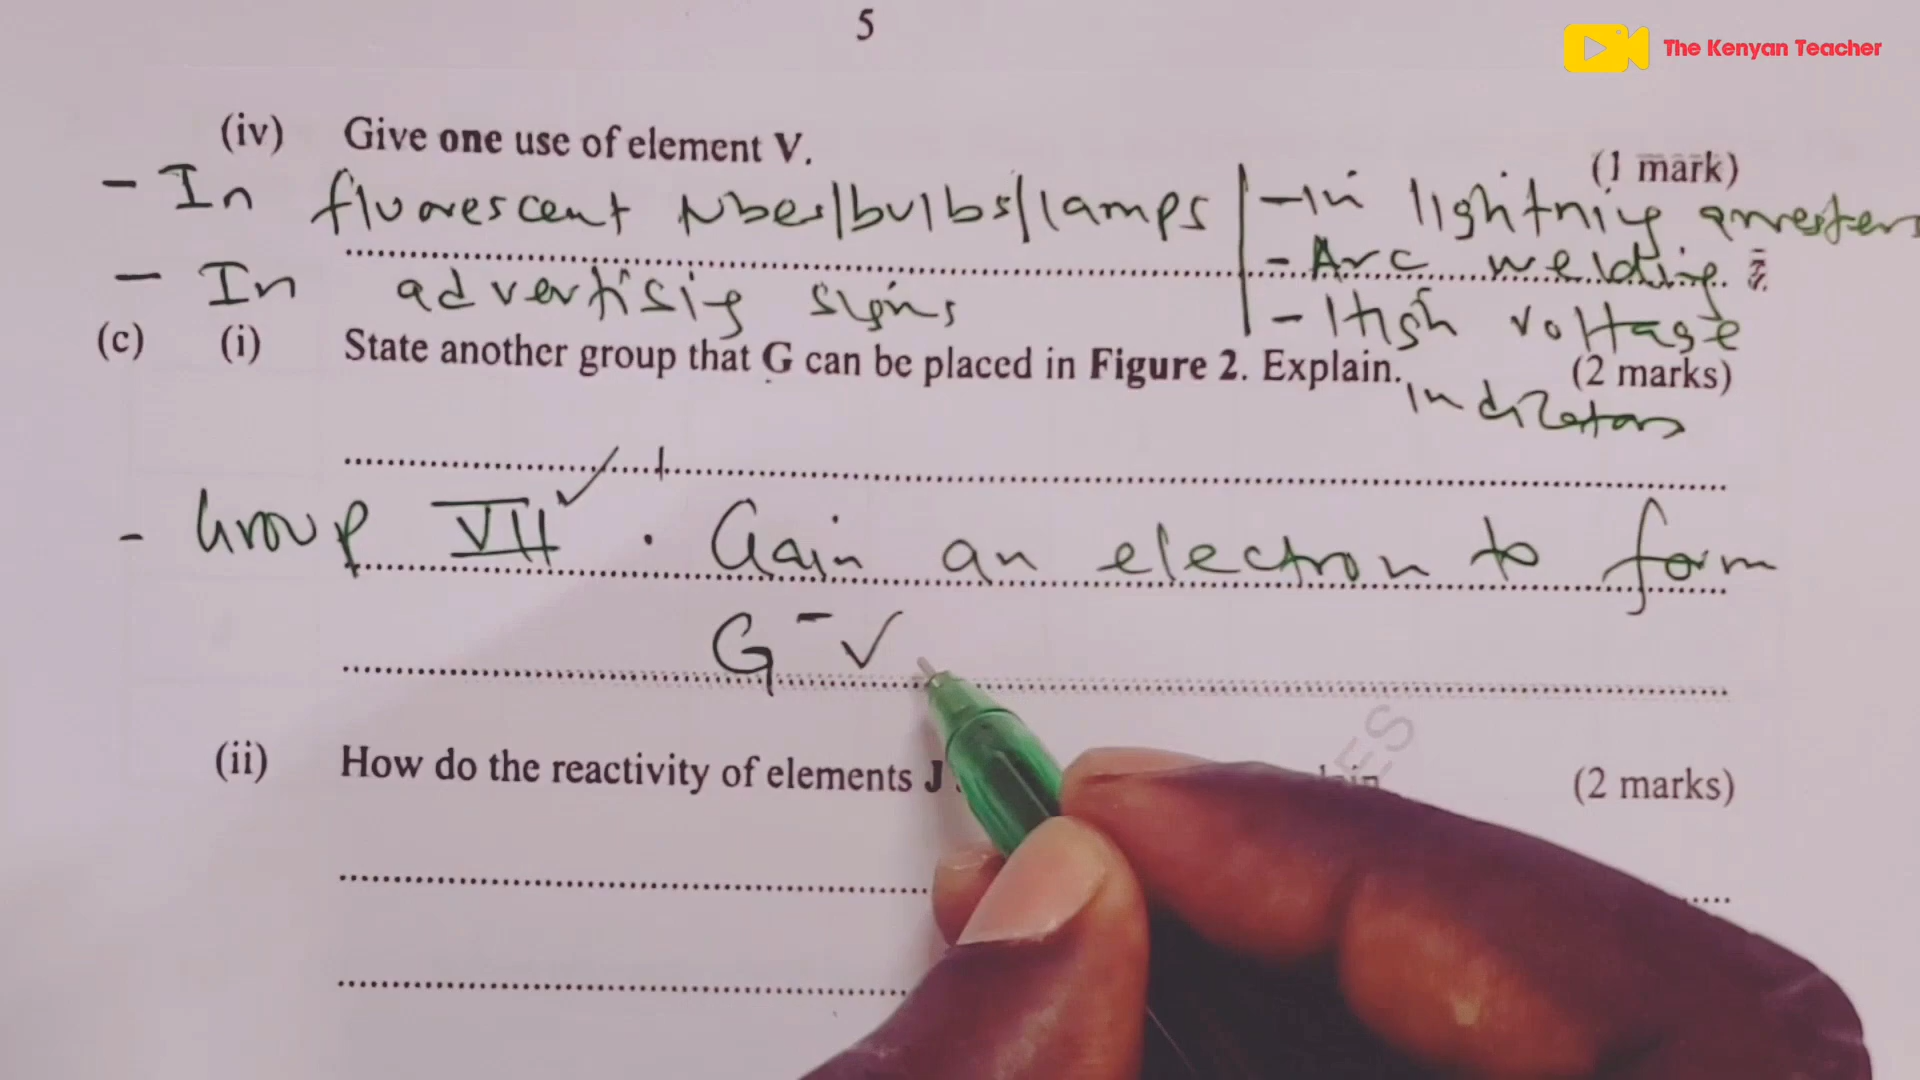 5
The Kenyan Teacher
(iv) Give one use of element V. (1 mark)
- In fluorescent tubes/bulbs/lamps
- In advertising signs
- In lightning arresters
- Arc welding
- High voltage indicators
(c) (i) State another group that G can be placed in Figure 2. Explain. (2 marks)
- Group VII ✓ 1. Gain an electron to form
G⁻ ✓
(ii) How do the reactivity of elements J (2 marks)
ES